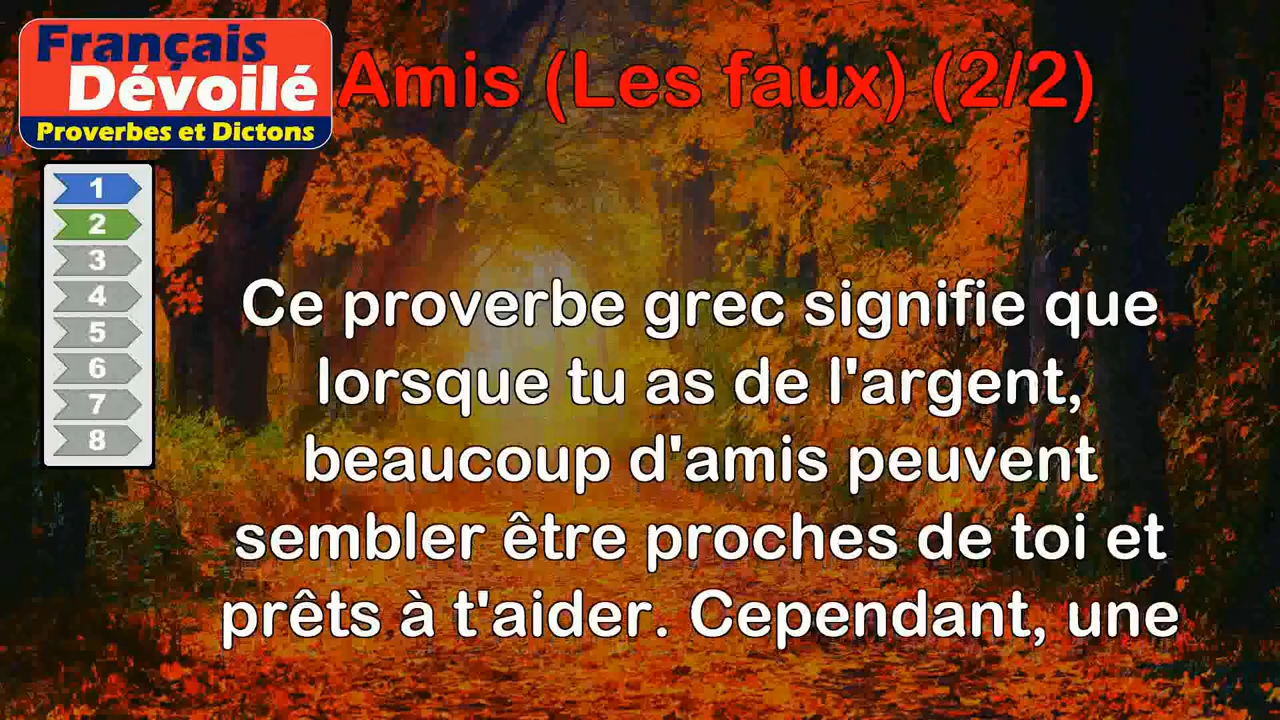 Français
Dévoilé
Proverbes et Dictons
Amis (Les faux) (2/2)
1
2
3
4
5
6
7
8
Ce proverbe grec signifie que
lorsque tu as de l'argent,
beaucoup d'amis peuvent
sembler être proches de toi et
prêts à t'aider. Cependant, une